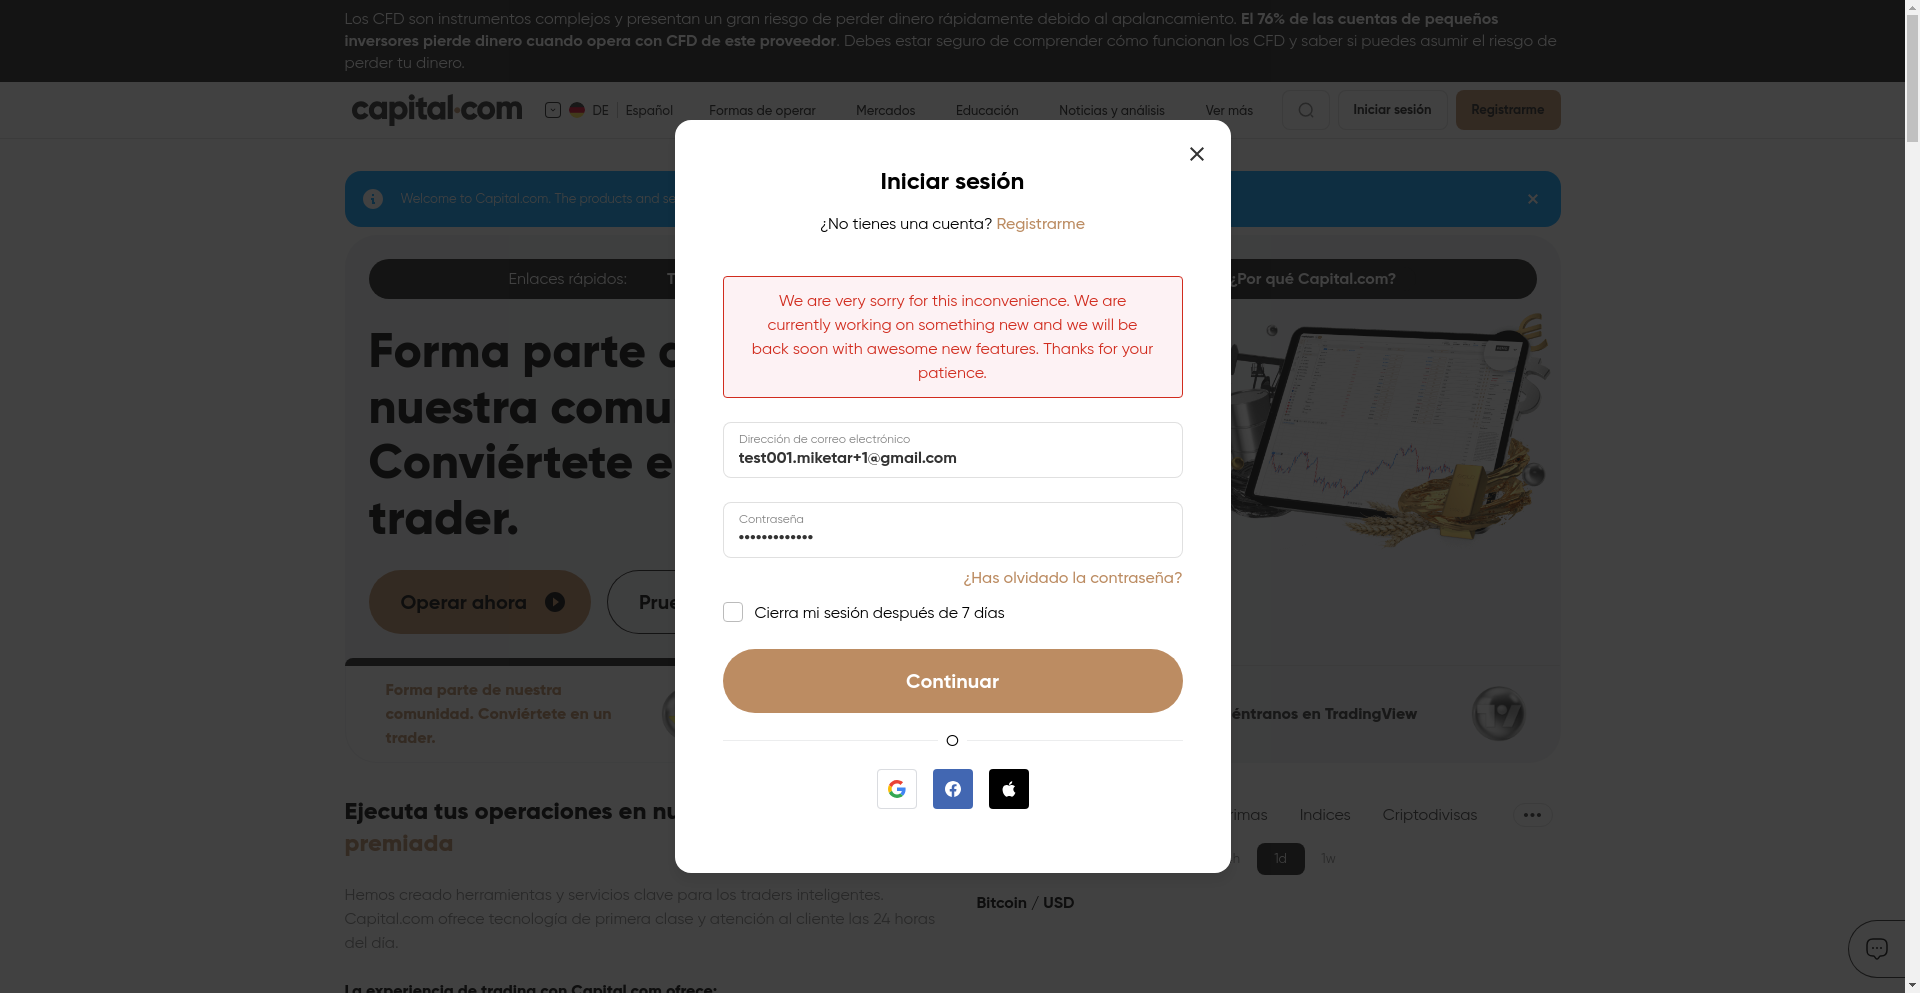 Los CFD son instrumentos complejos y presentan un gran riesgo de perder dinero rápidamente debido al apalancamiento. El 76% de las cuentas de pequeños
inversores pierde dinero cuando opera con CFD de este proveedor. Debes estar seguro de comprender cómo funcionan los CFD y saber si puedes asumir el riesgo de
perder tu dinero.
capital.com DE Español Formas de operar Mercados Educación Noticias y análisis Ver más Iniciar sesión Registrarme
Welcome to Capital.com. The products and se
Iniciar sesión
¿No tienes una cuenta? Registrarme
Enlaces rápidos: T ¿Por qué Capital.com?
We are very sorry for this inconvenience. We are
currently working on something new and we will be
back soon with awesome new features. Thanks for your
patience.
Forma parte d
nuestra comu
Conviértete e
trader.
Dirección de correo electrónico
test001.miketar+1@gmail.com
Contraseña
•••••••••••••
¿Has olvidado la contraseña?
Cierra mi sesión después de 7 días
Operar ahora Prue
Continuar
O
Forma parte de nuestra
comunidad. Conviértete en un
trader.
éntranos en TradingView
Ejecuta tus operaciones en nu
premiada
rimas Indices Criptodivisas
h 1d 1w
Hemos creado herramientas y servicios clave para los traders inteligentes.
Capital.com ofrece tecnología de primera clase y atención al cliente las 24 horas
del día.
Bitcoin / USD
La experiencia de trading con Capital.com ofrece: